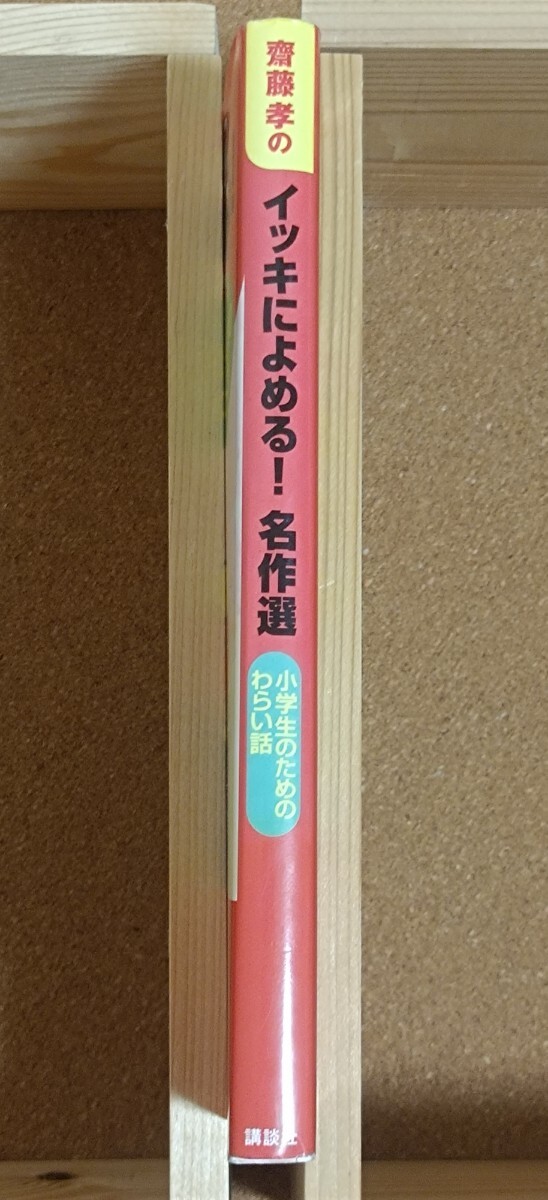 齋藤孝の
イッキによめる!名作選
小学生のための
わらい話
講談社